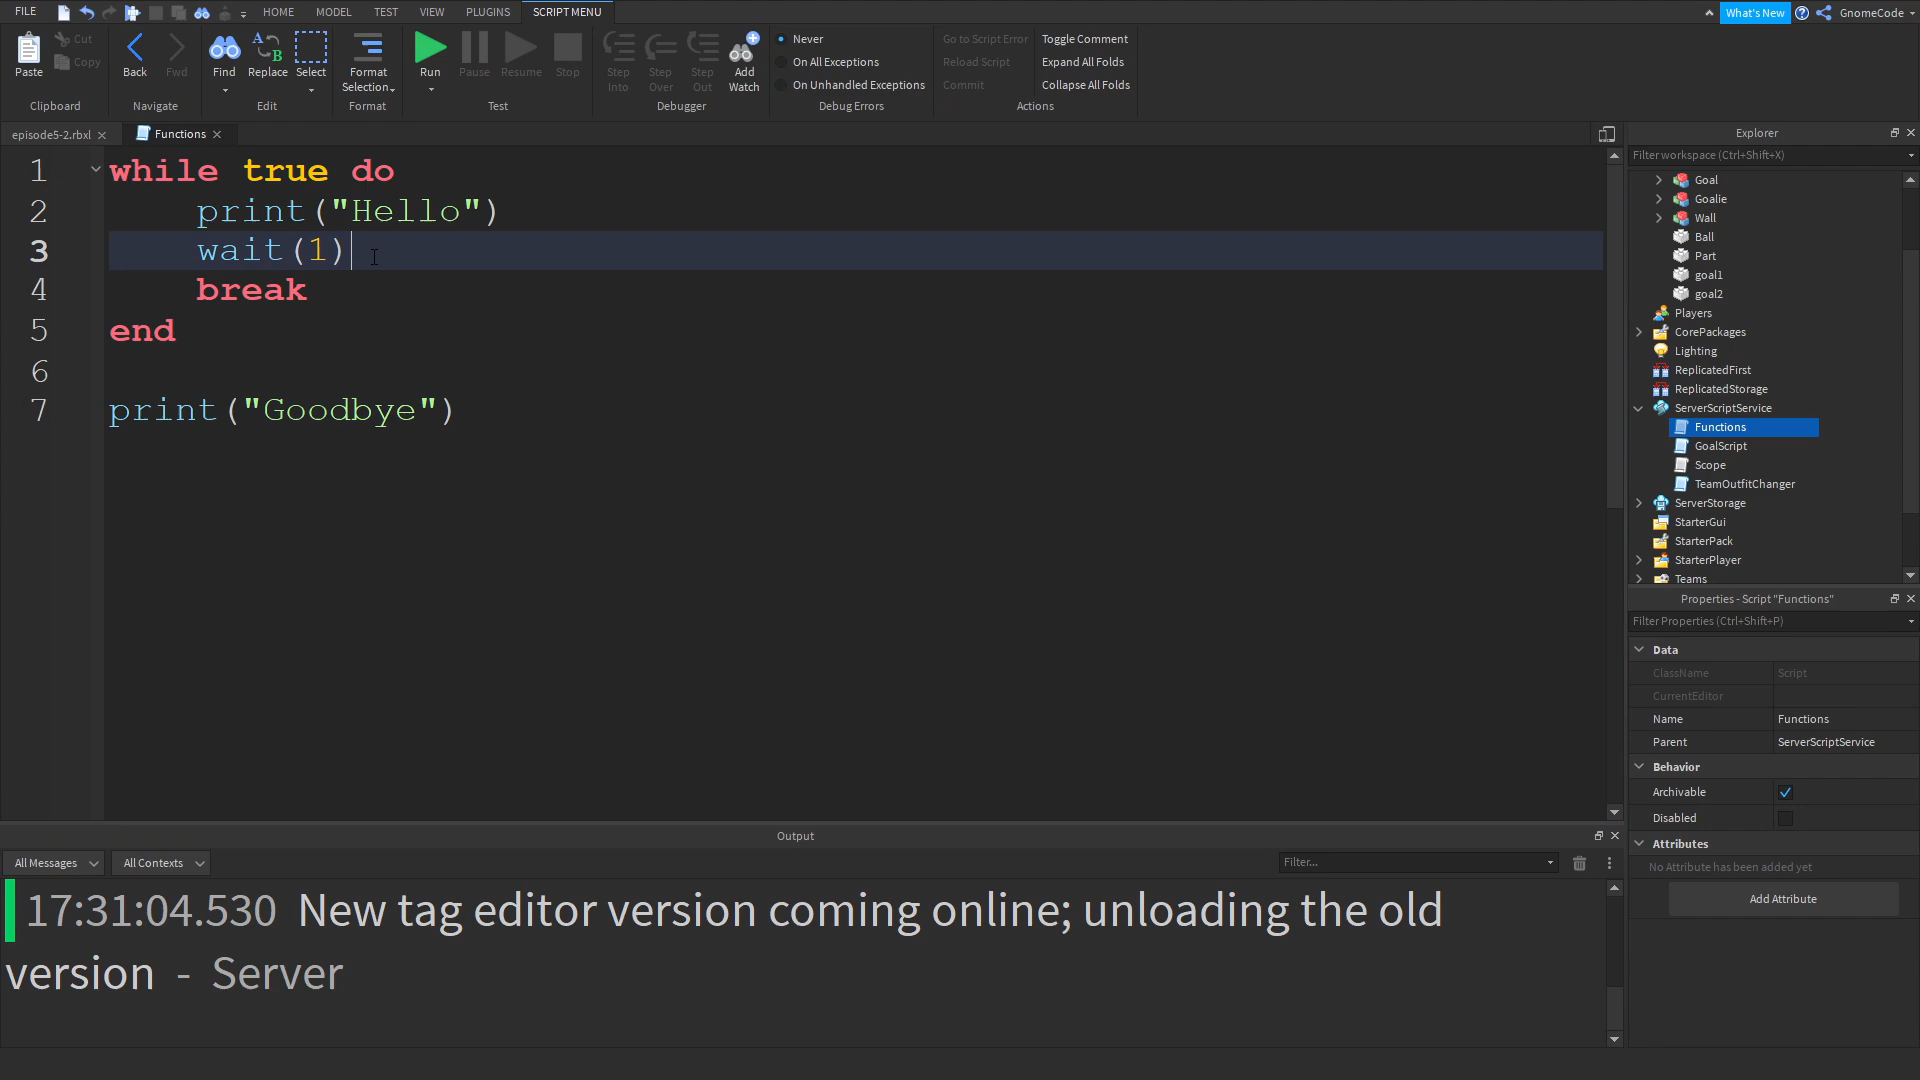 FILE HOME MODEL TEST VIEW PLUGINS SCRIPT MENU What's New GnomeCode
Paste Cut Copy Clipboard
Back Fwd Navigate
Find Replace Select Edit
Format Selection Format
Run Pause Resume Stop Test
Step Into Step Over Step Out Add Watch Debugger
Never
On All Exceptions
On Unhandled Exceptions
Debug Errors
Go to Script Error Toggle Comment
Reload Script Expand All Folds
Commit Collapse All Folds
Actions
episode5-2.rbxl Functions
1 while true do
2 print("Hello")
3 wait(1)
4 break
5 end
6
7 print("Goodbye")
Output
All Messages All Contexts Filter...
17:31:04.530 New tag editor version coming online; unloading the old
version - Server
Explorer
Filter workspace (Ctrl+Shift+X)
Goal
Goalie
Wall
Ball
Part
goal1
goal2
Players
CorePackages
Lighting
ReplicatedFirst
ReplicatedStorage
ServerScriptService
Functions
GoalScript
Scope
TeamOutfitChanger
ServerStorage
StarterGui
StarterPack
StarterPlayer
Teams
Properties - Script "Functions"
Filter Properties (Ctrl+Shift+P)
Data
ClassName Script
CurrentEditor
Name Functions
Parent ServerScriptService
Behavior
Archivable
Disabled
Attributes
No Attribute has been added yet
Add Attribute